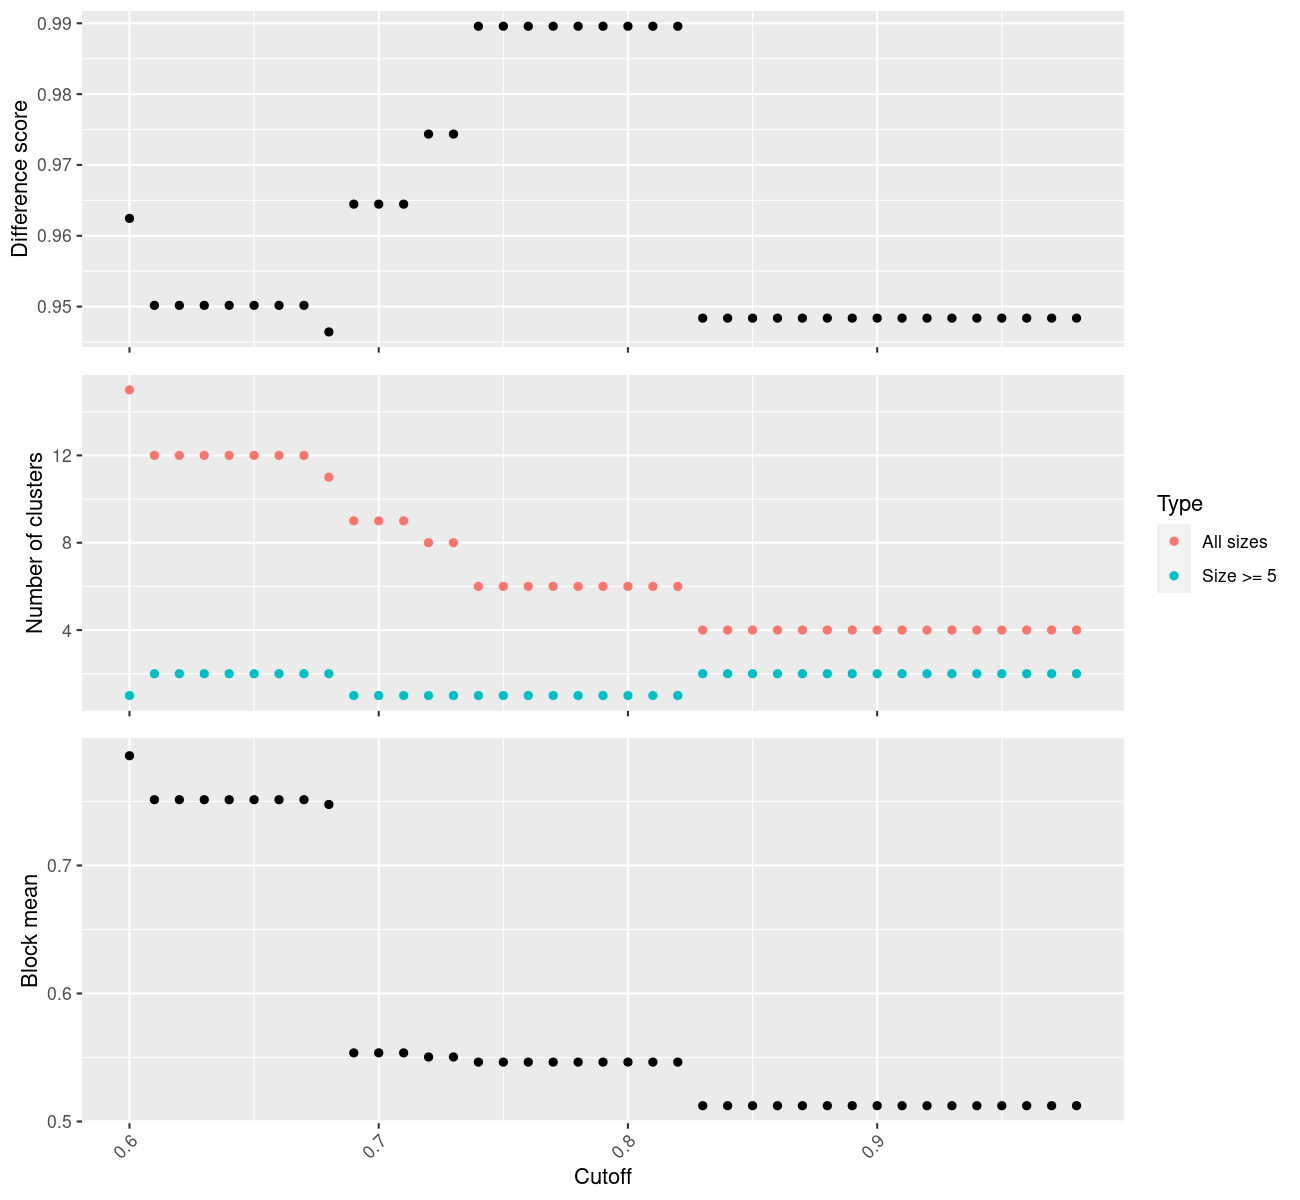 Difference score
0.99
0.98
0.97
0.96
0.95
Number of clusters
12
8
4
Type
All sizes
Size >= 5
Block mean
0.7
0.6
0.5
0.6
0.7
0.8
0.9
Cutoff